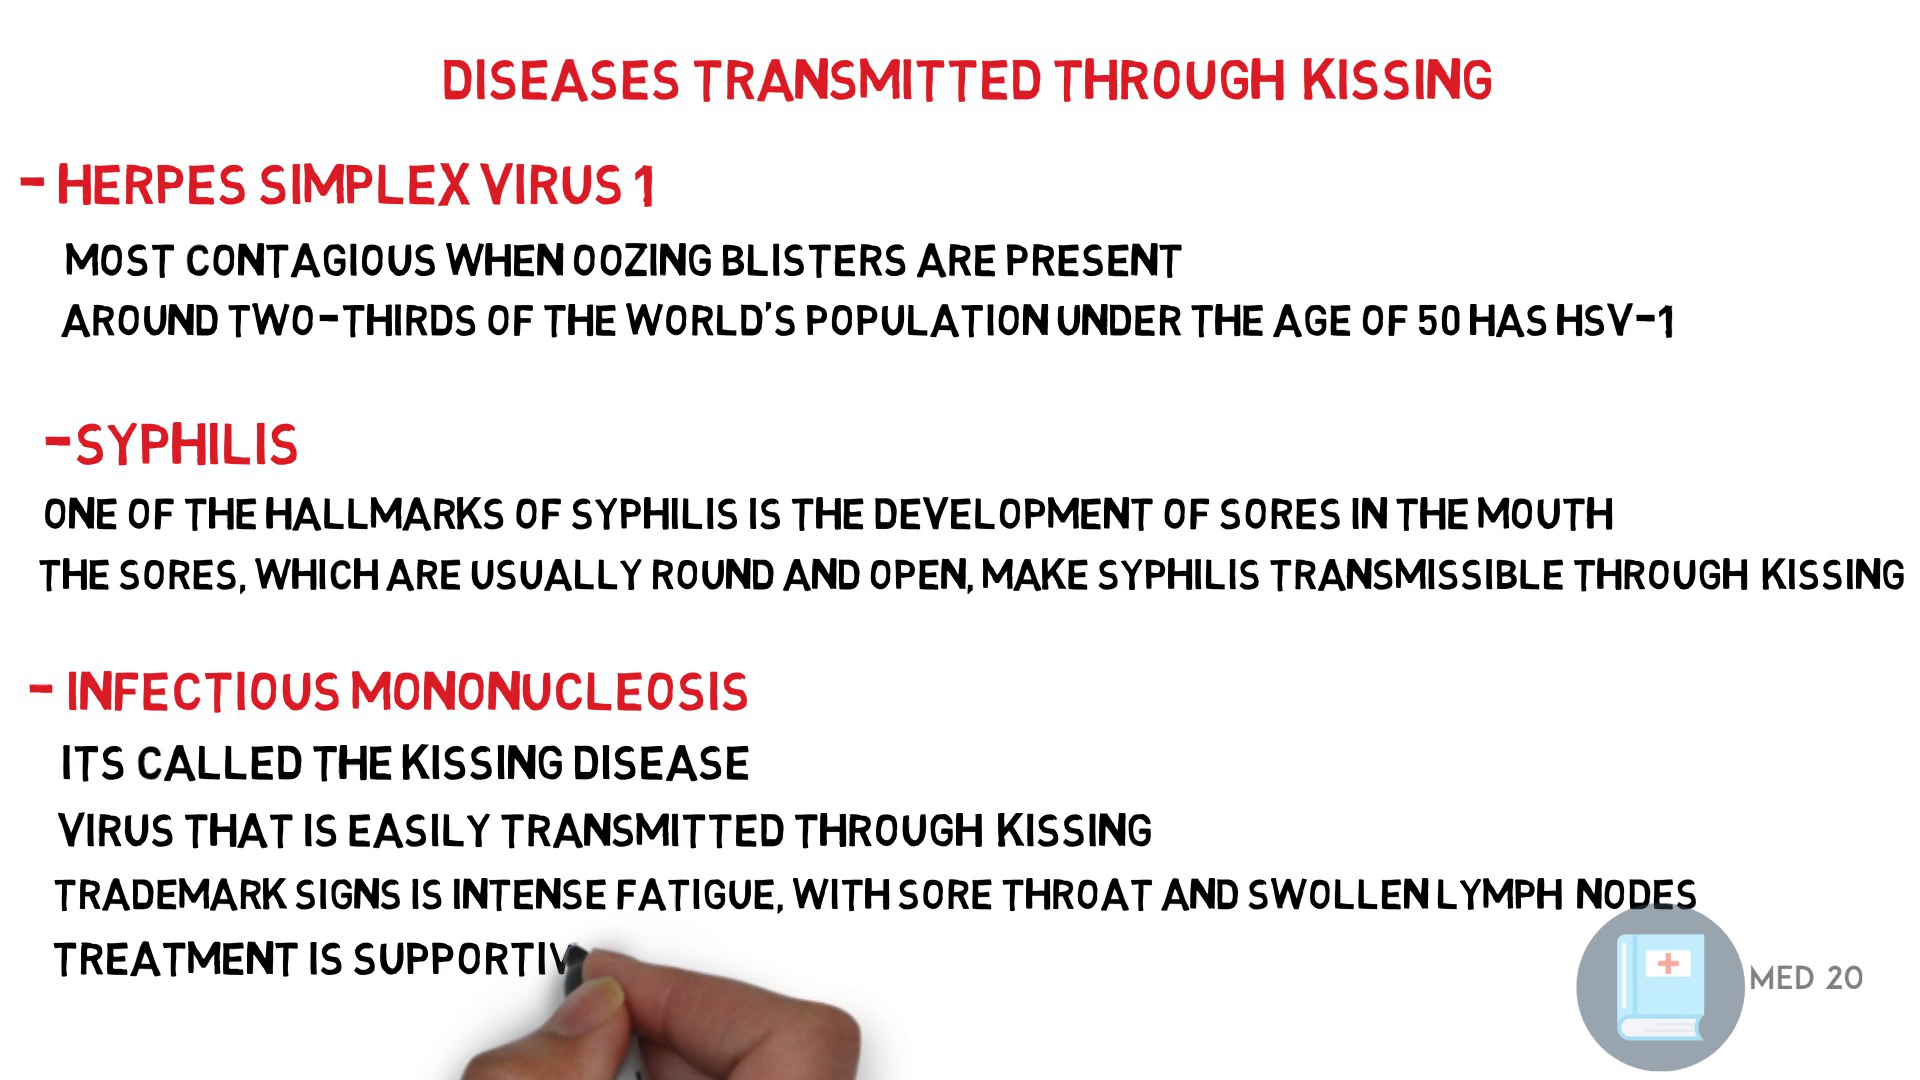 DISEASES TRANSMITTED THROUGH KISSING
- HERPES SIMPLEX VIRUS 1
MOST CONTAGIOUS WHEN OOZING BLISTERS ARE PRESENT
AROUND TWO-THIRDS OF THE WORLD'S POPULATION UNDER THE AGE OF 50 HAS HSV-1
-SYPHILIS
ONE OF THE HALLMARKS OF SYPHILIS IS THE DEVELOPMENT OF SORES IN THE MOUTH
THE SORES, WHICH ARE USUALLY ROUND AND OPEN, MAKE SYPHILIS TRANSMISSIBLE THROUGH KISSING
- INFECTIOUS MONONUCLEOSIS
ITS CALLED THE KISSING DISEASE
VIRUS THAT IS EASILY TRANSMITTED THROUGH KISSING
TRADEMARK SIGNS IS INTENSE FATIGUE, WITH SORE THROAT AND SWOLLEN LYMPH NODES
TREATMENT IS SUPPORTIV
MED 20